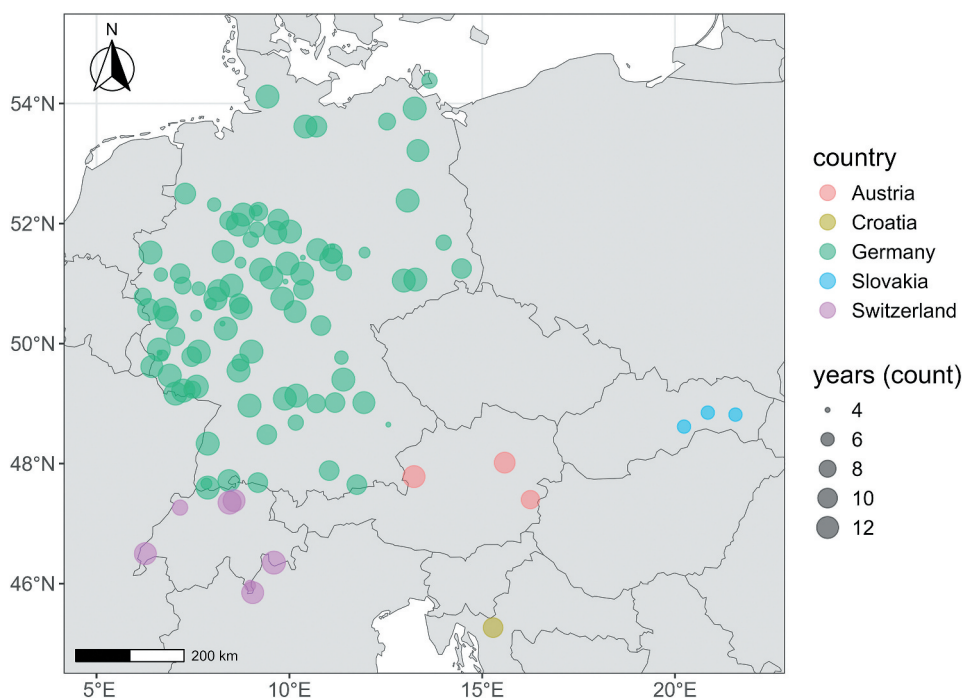 N
54°N
52°N
50°N
48°N
46°N
200 km
5°E
10°E
15°E
20°E
country
Austria
Croatia
Germany
Slovakia
Switzerland
years (count)
4
6
8
10
12